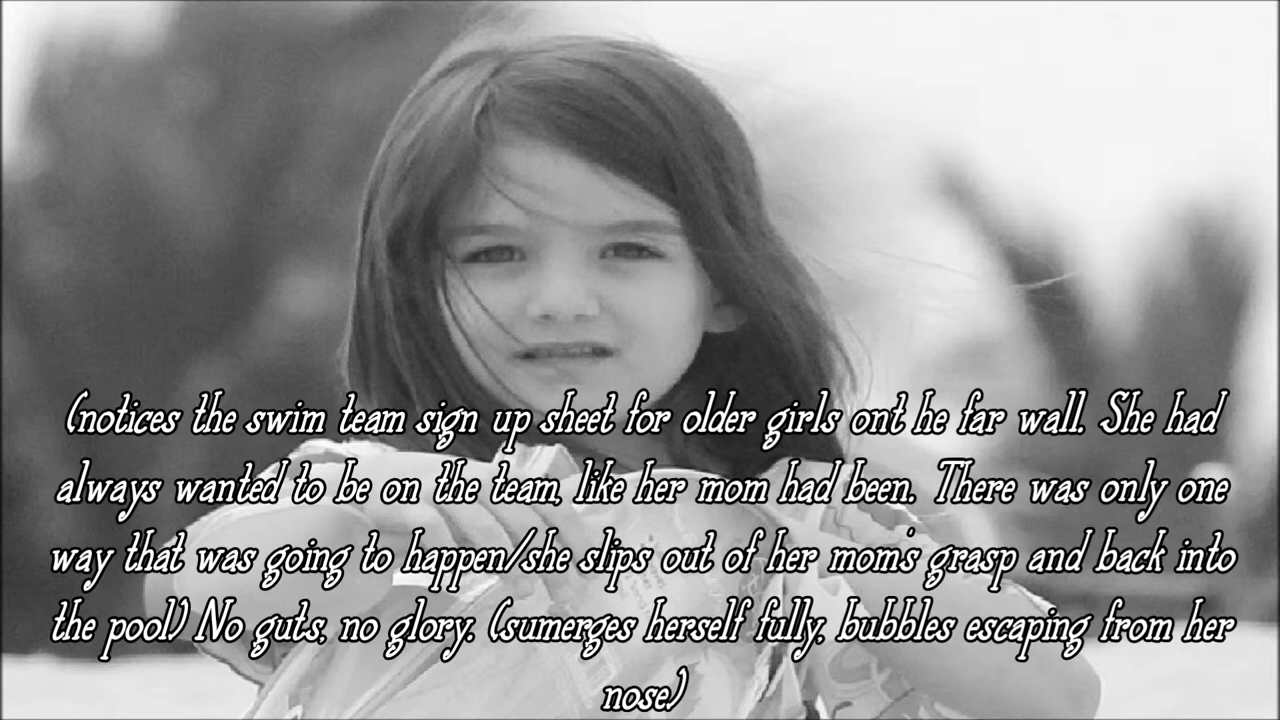 (notices the swim team sign up sheet for older girls ont he far wall. She had
always wanted to be on the team, like her mom had been. There was only one
way that was going to happen/she slips out of her mom's grasp and back into
the pool) No guts, no glory. (sumerges herself fully, bubbles escaping from her
nose)